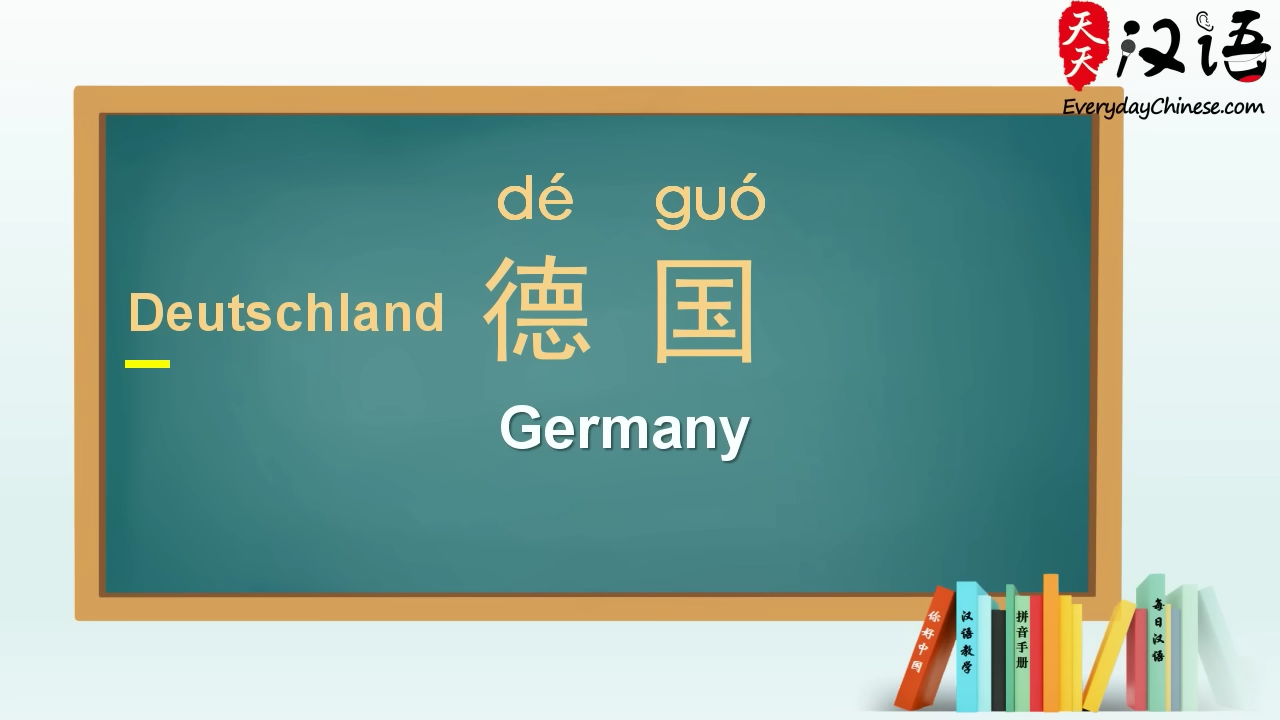 天天汉语
EverydayChinese.com
dé guó
Deutschland 德 国
Germany
你好中国
汉语教学
拼音手册
每日汉语